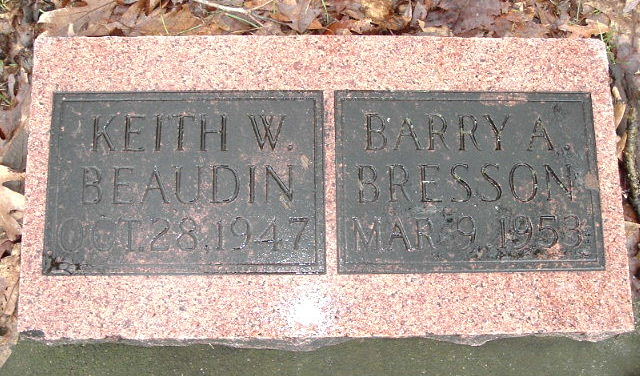 KEITH W.
BEAUDIN
OCT. 28, 1947
BARRY A.
BRESSON
MAR. 9, 1953